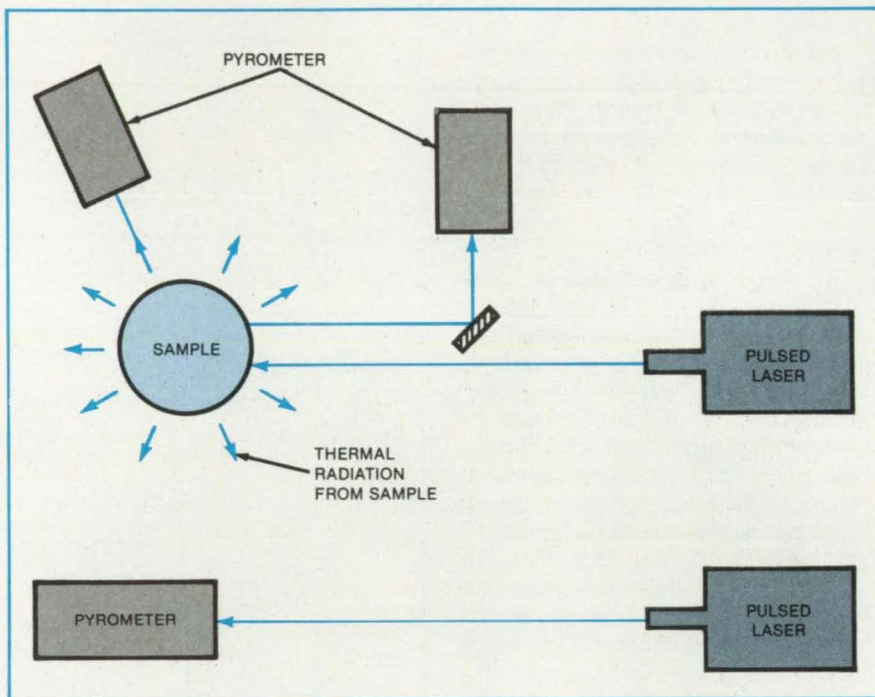 PYROMETER
SAMPLE
PULSED
LASER
THERMAL
RADIATION
FROM SAMPLE
PYROMETER
PULSED
LASER